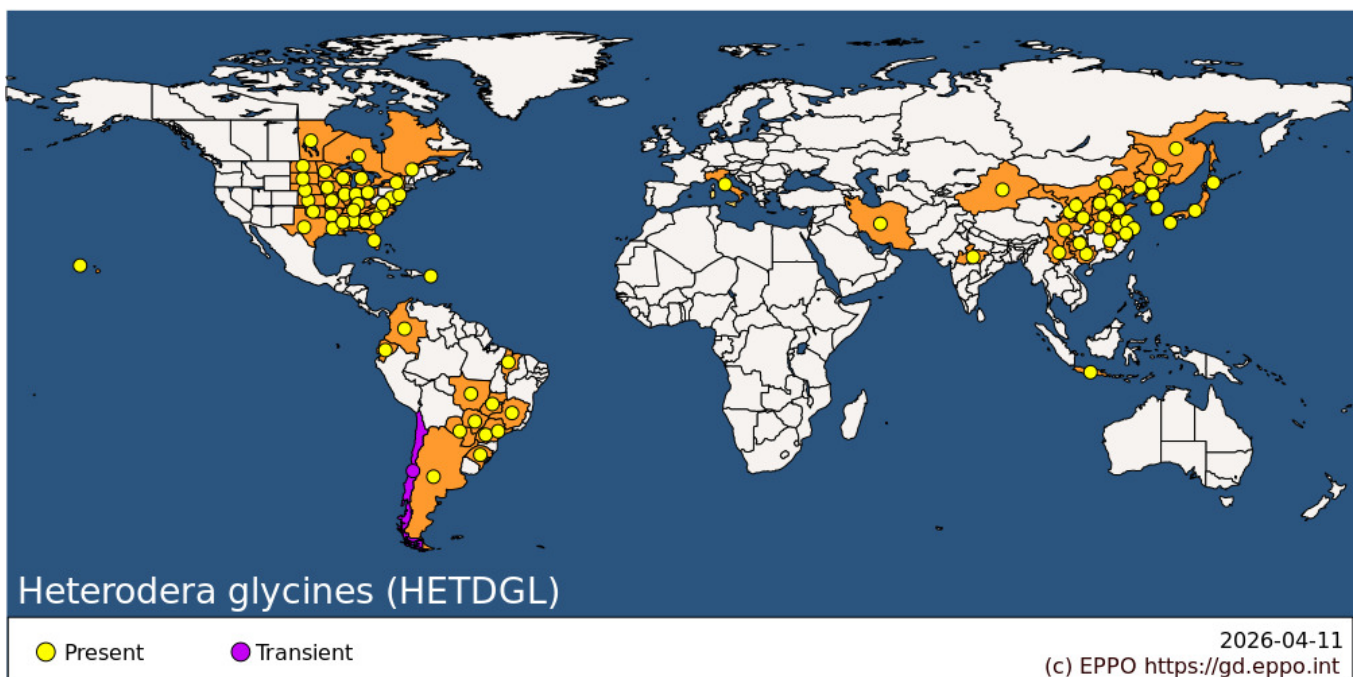 Heterodera glycines (HETDGL)
Present
Transient
2026-04-11
(c) EPPO https://gd.eppo.int